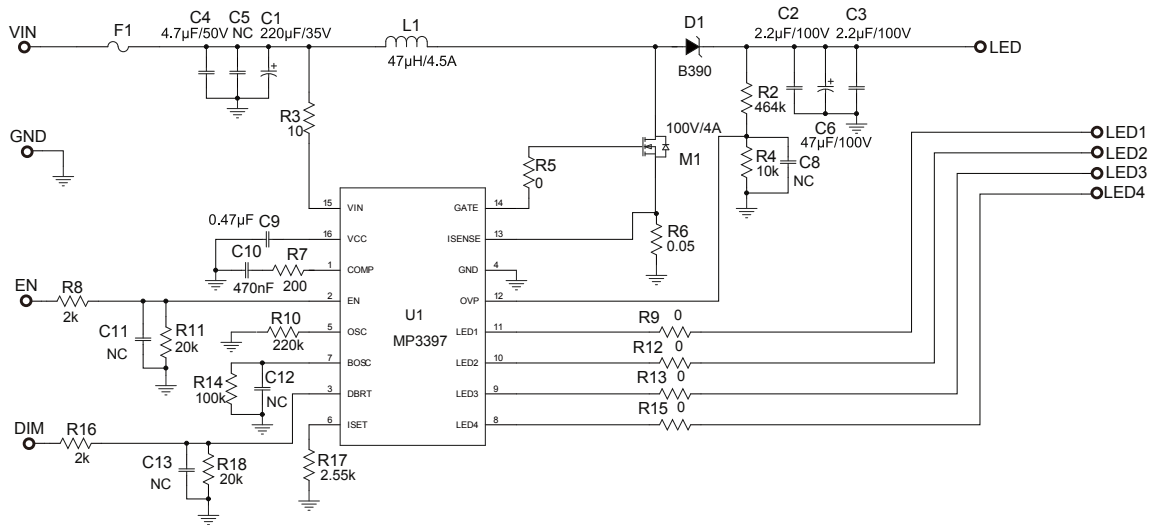 VIN
F1
C4
4.7µF/50V
C5
NC
C1
220µF/35V
+
L1
47µH/4.5A
D1
B390
C2
2.2µF/100V
C3
2.2µF/100V
LED
R3
10
R2
464k
+
C6
47µF/100V
GND
100V/4A
M1
R5
0
R4
10k
C8
NC
LED1
LED2
LED3
LED4
15
VIN
GATE
14
0.47µF
C9
16
VCC
ISENSE
13
R6
0.05
C10
470nF
R7
200
1
COMP
GND
4
EN
R8
2k
2
EN
OVP
12
C11
NC
R11
20k
R10
220k
5
OSC
U1
MP3397
LED1
11
R9
0
7
BOSC
LED2
10
R12
0
R14
100k
C12
NC
3
DBRT
LED3
9
R13
0
DIM
R16
2k
6
ISET
LED4
8
R15
0
C13
NC
R18
20k
R17
2.55k